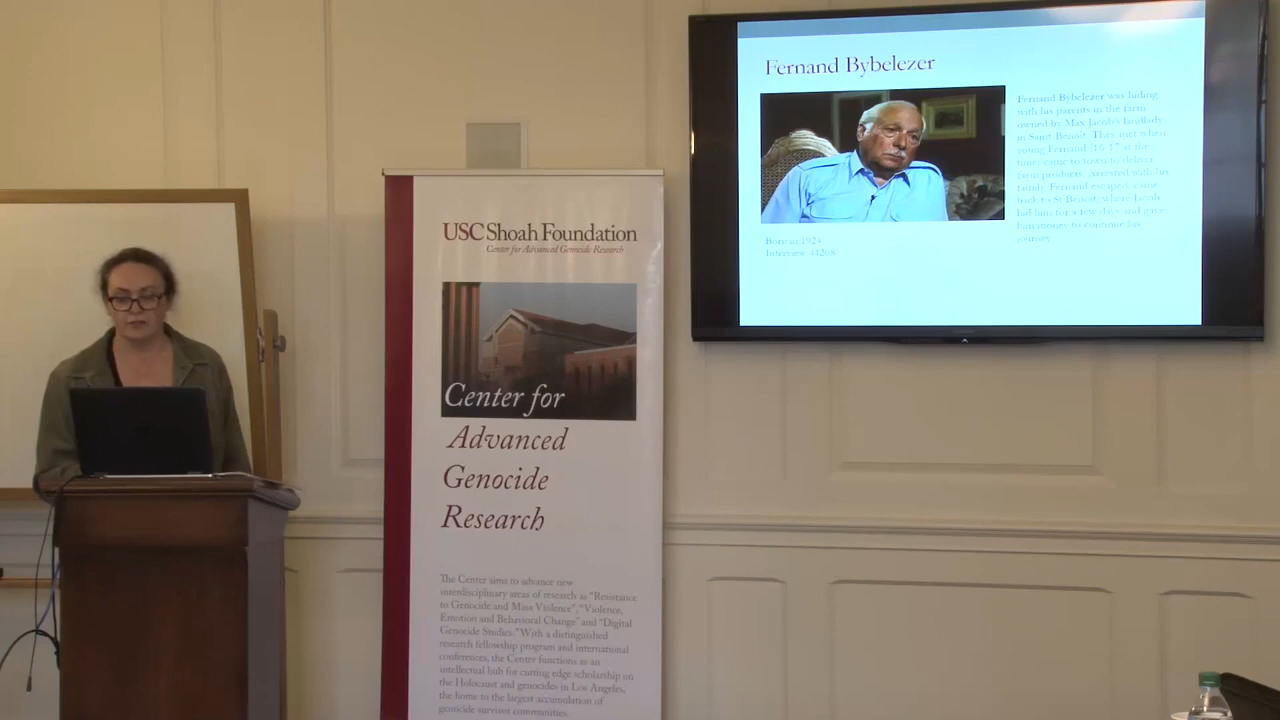 Fernand Bybelezer
Fernand Bybelezer was hiding
with his parents in the farm
owned by Max Jacob's landlady
in Saint Benoit. They met when
young Fernand (16-17 at the
time) came to town to deliver
farm products. Arrested with his
family, Fernand escaped, came
back to St Benoit, where Jacob
hid him for a few days and gave
him money to continue his
journey.
Born in 1924
Interview 44268
USC Shoah Foundation
Center for Advanced Genocide Research
Center for
Advanced
Genocide
Research
The Center aims to advance new
interdisciplinary areas of research as "Resistance
to Genocide and Mass Violence", "Violence,
Emotion and Behavioral Change" and "Digital
Genocide Studies." With a distinguished
research fellowship program and international
conferences, the Center functions as an
intellectual hub for cutting edge scholarship on
the Holocaust and genocides in Los Angeles,
the home to the largest accumulation of
genocide survivor communities.